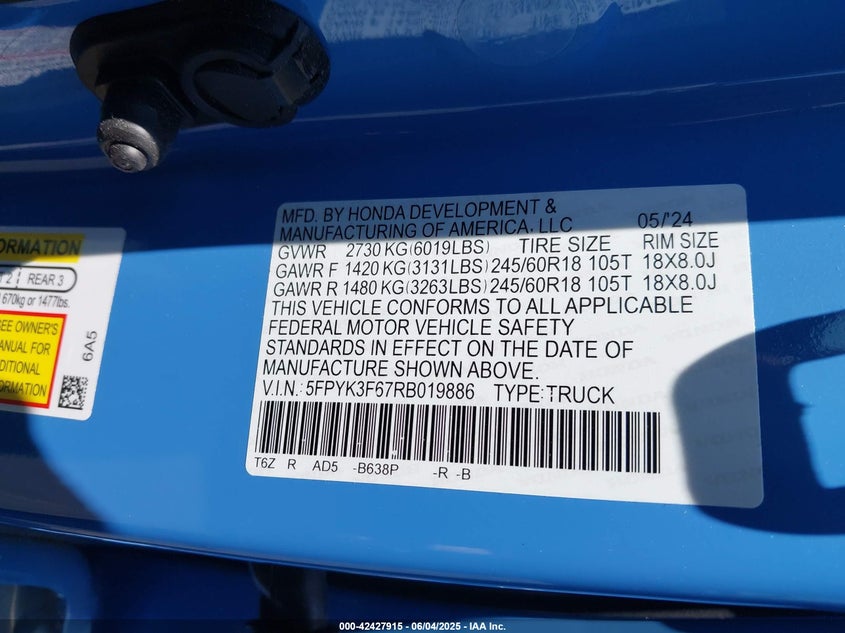 ORMATION
2
REAR 3
670kg or 1477lbs.
SEE OWNER'S
MANUAL FOR
DITIONAL
ORMATION
6A5
MFD. BY HONDA DEVELOPMENT &
MANUFACTURING OF AMERICA, LLC 05/'24
GVWR 2730 KG(6019LBS) TIRE SIZE RIM SIZE
GAWR F 1420 KG(3131LBS) 245/60R18 105T 18X8.0J
GAWR R 1480 KG(3263LBS) 245/60R18 105T 18X8.0J
THIS VEHICLE CONFORMS TO ALL APPLICABLE
FEDERAL MOTOR VEHICLE SAFETY
STANDARDS IN EFFECT ON THE DATE OF
MANUFACTURE SHOWN ABOVE.
V.I.N.: 5FPYK3F67RB019886 TYPE:TRUCK
T6Z R AD5 -B638P -R -B
000-42427915 - 06/04/2025 - IAA Inc.